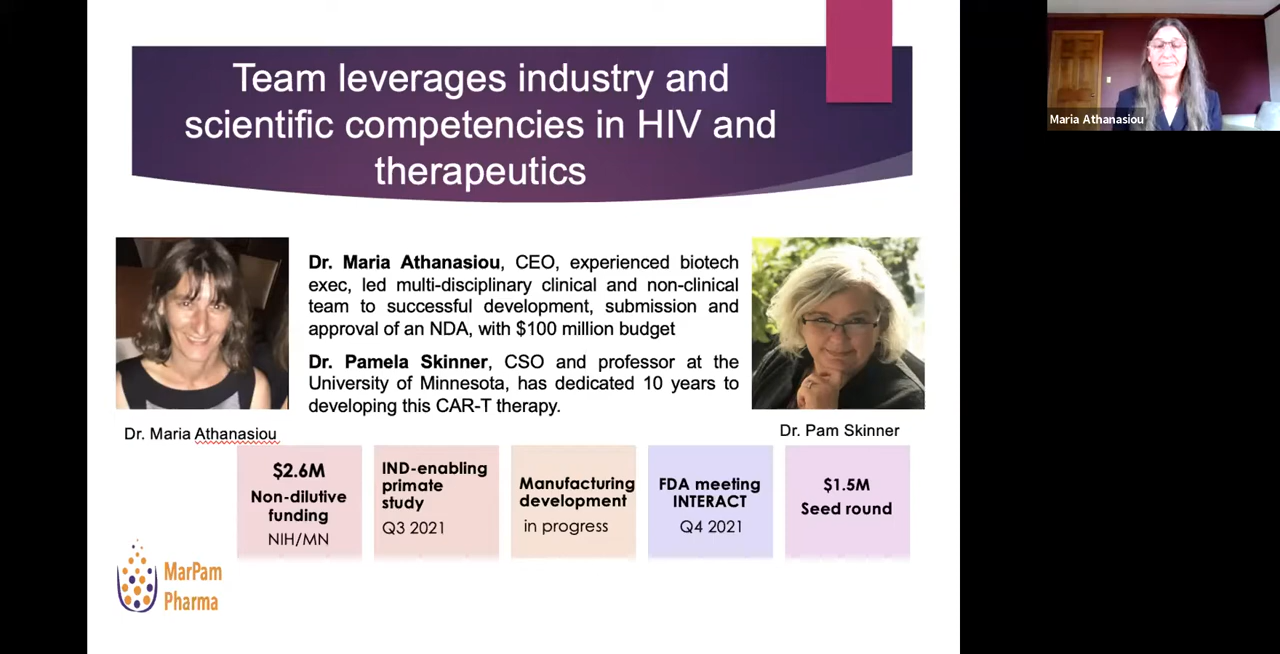 Team leverages industry and
scientific competencies in HIV and
therapeutics
Maria Athanasiou
Dr. Maria Athanasiou, CEO, experienced biotech
exec, led multi-disciplinary clinical and non-clinical
team to successful development, submission and
approval of an NDA, with $100 million budget
Dr. Pamela Skinner, CSO and professor at the
University of Minnesota, has dedicated 10 years to
developing this CAR-T therapy.
Dr. Maria Athanasiou
Dr. Pam Skinner
$2.6M
Non-dilutive
funding
NIH/MN
IND-enabling
primate
study
Q3 2021
Manufacturing
development
in progress
FDA meeting
INTERACT
Q4 2021
$1.5M
Seed round
MarPam
Pharma